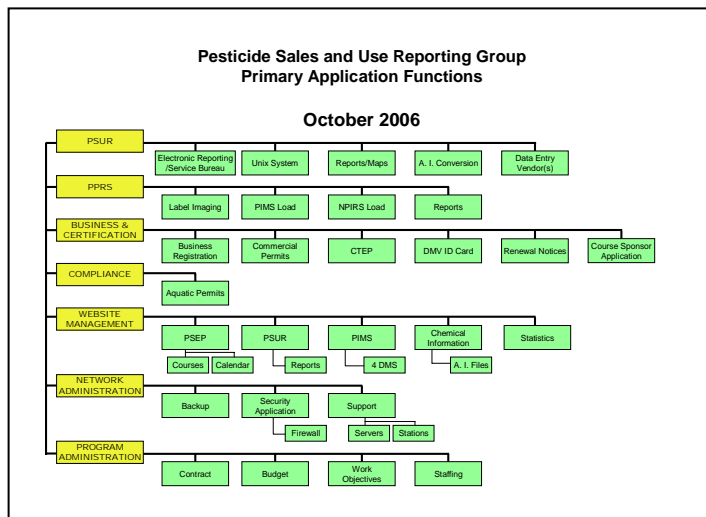 Pesticide Sales and Use Reporting Group
Primary Application Functions
October 2006
PSUR
Electronic Reporting
/Service Bureau
Unix System
Reports/Maps
A. I. Conversion
Data Entry
Vendor(s)
PPRS
Label Imaging
PIMS Load
NPIRS Load
Reports
BUSINESS &
CERTIFICATION
Business
Registration
Commercial
Permits
CTEP
DMV ID Card
Renewal Notices
Course Sponsor
Application
COMPLIANCE
Aquatic Permits
WEBSITE
MANAGEMENT
PSEP
Courses
Calendar
PSUR
Reports
PIMS
4 DMS
Chemical
Information
A. I. Files
Statistics
NETWORK
ADMINISTRATION
Backup
Security
Application
Firewall
Support
Servers
Stations
PROGRAM
ADMINISTRATION
Contract
Budget
Work
Objectives
Staffing